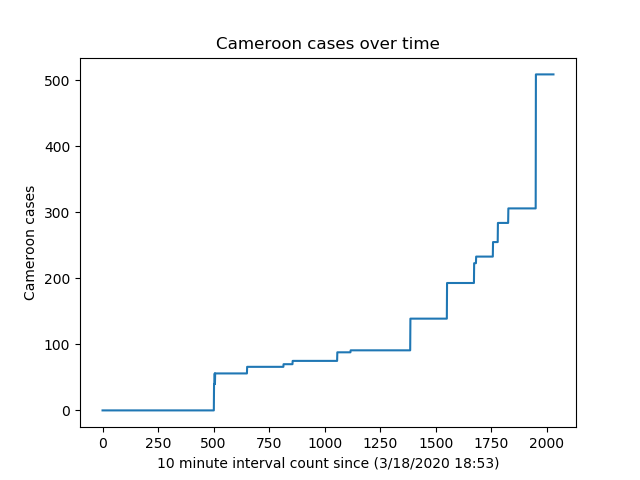 Cameroon cases over time
500
400
300
200
100
0
Cameroon cases
0 250 500 750 1000 1250 1500 1750 2000
10 minute interval count since (3/18/2020 18:53)